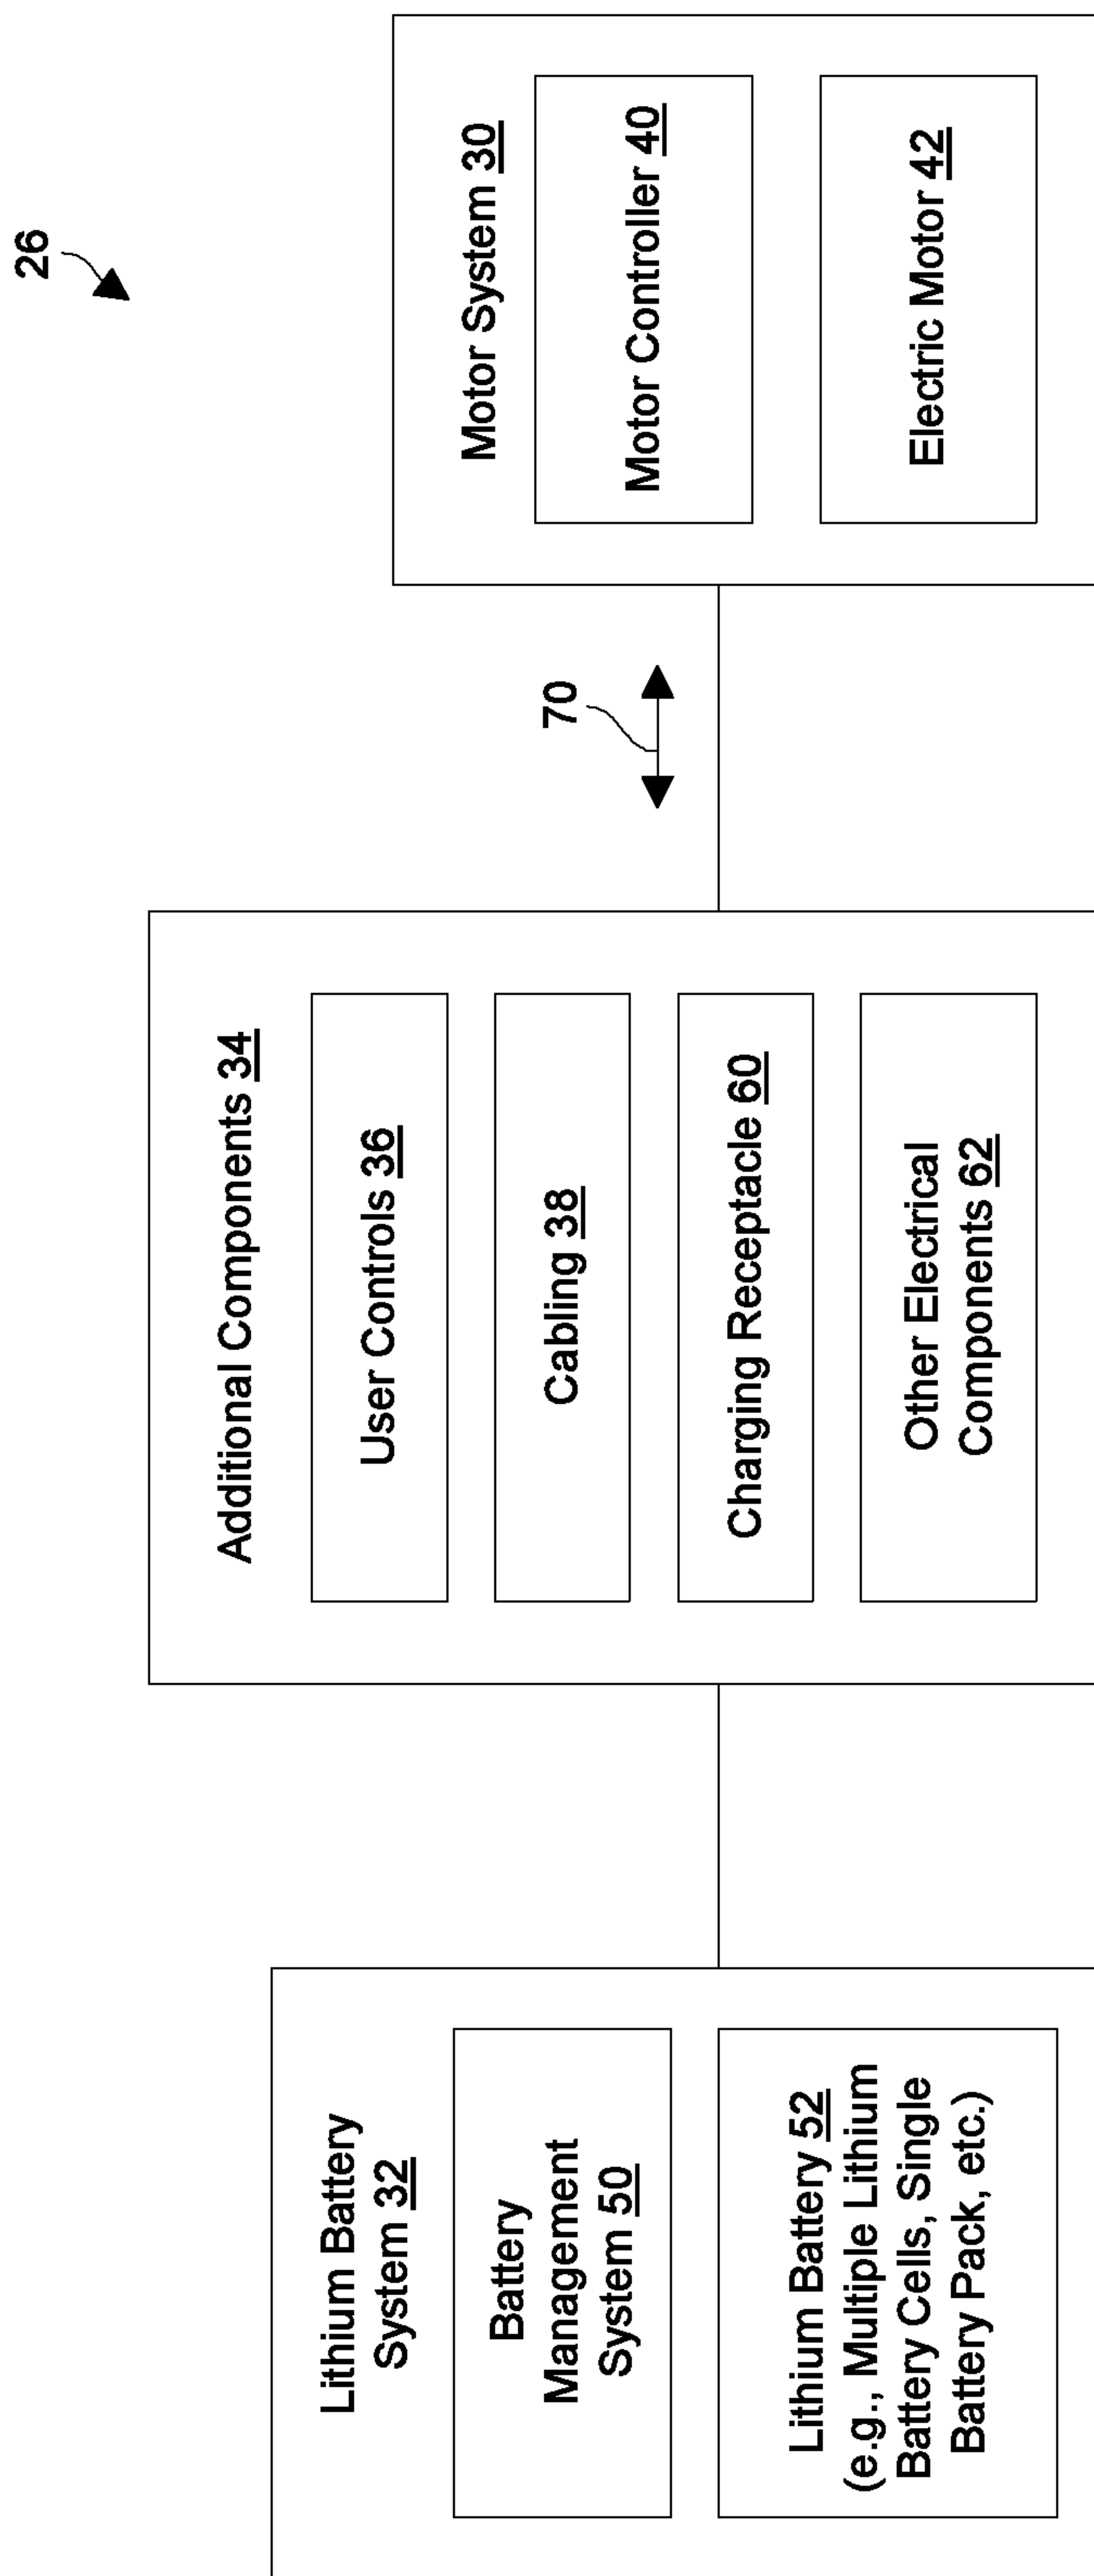 26
Lithium Battery
System 32
Battery
Management
System 50
Lithium Battery 52
(e.g., Multiple Lithium
Battery Cells, Single
Battery Pack, etc.)
Additional Components 34
User Controls 36
Cabling 38
Charging Receptacle 60
Other Electrical
Components 62
70
Motor System 30
Motor Controller 40
Electric Motor 42